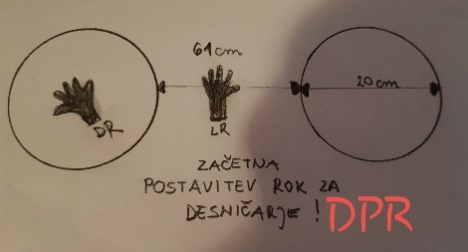 61cm
20cm
DR
LR
ZAČETNA
POSTAVITEV ROK ZA
DESNIČARJE! DPR